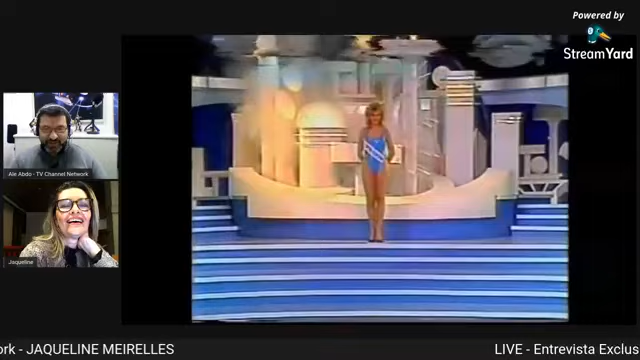 Powered by
StreamYard
Ale Abdo - TV Channel Network
Jaqueline
ork - JAQUELINE MEIRELLES
LIVE - Entrevista Exclus